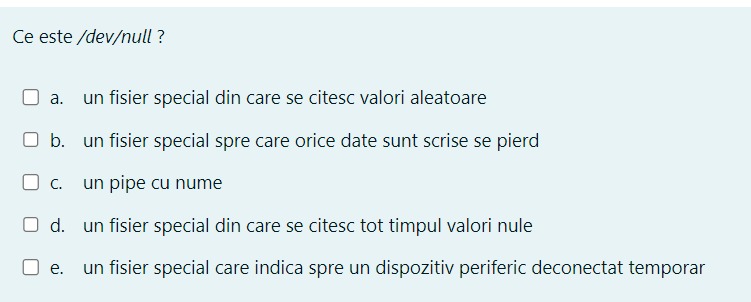 Ce este /dev/null ?
a. un fisier special din care se citesc valori aleatoare
b. un fisier special spre care orice date sunt scrise se pierd
c. un pipe cu nume
d. un fisier special din care se citesc tot timpul valori nule
e. un fisier special care indica spre un dispozitiv periferic deconectat temporar